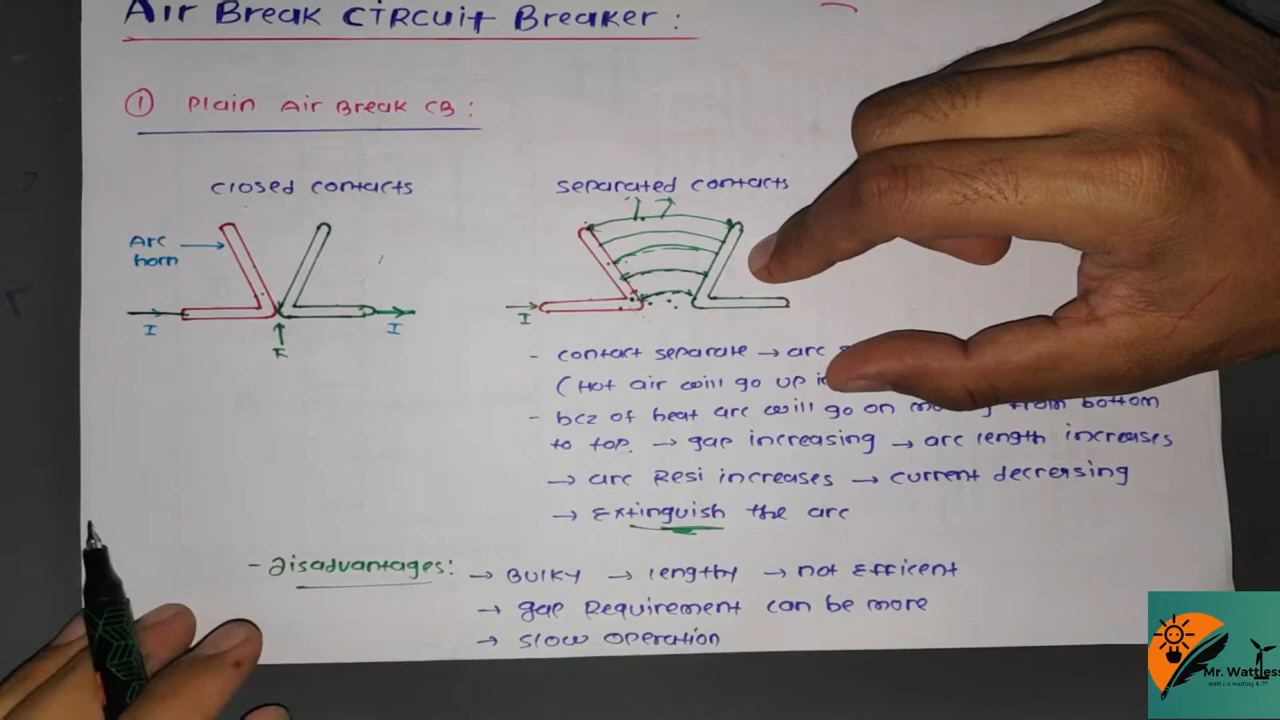 Air Break Circuit Breaker :
① Plain Air Break CB :
closed contacts
separated contacts
Arc horn
I
I
I
- contact separate → arc
(Hot air will go up
- bcz of heat arc will go on from bottom
to top. → gap increasing → arc length increases
→ arc Resi increases → current decresing
→ Extinguish the arc
- Disadvantages: → Bulky → lengthy → not Efficent
→ gap Requirement can be more
→ slow operation
Mr. Wattless